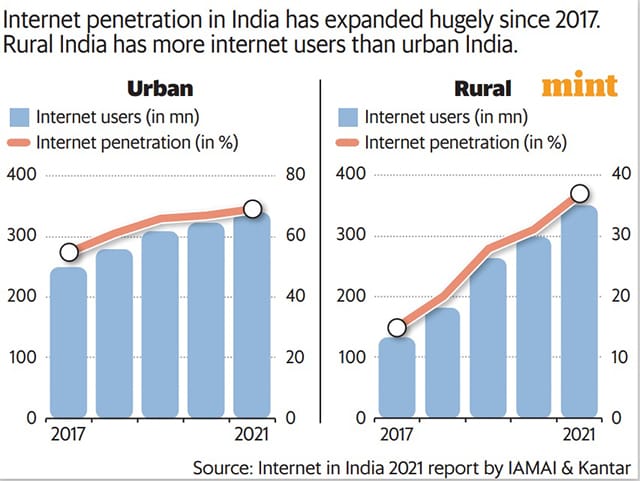 Internet penetration in India has expanded hugely since 2017.
Rural India has more internet users than urban India.
Urban
Internet users (in mn)
Internet penetration (in %)
400
300
200
100
0
80
60
40
20
0
2017
2021
Rural
mint
Internet users (in mn)
Internet penetration (in %)
400
300
200
100
0
40
30
20
10
0
2017
2021
Source: Internet in India 2021 report by IAMAI & Kantar